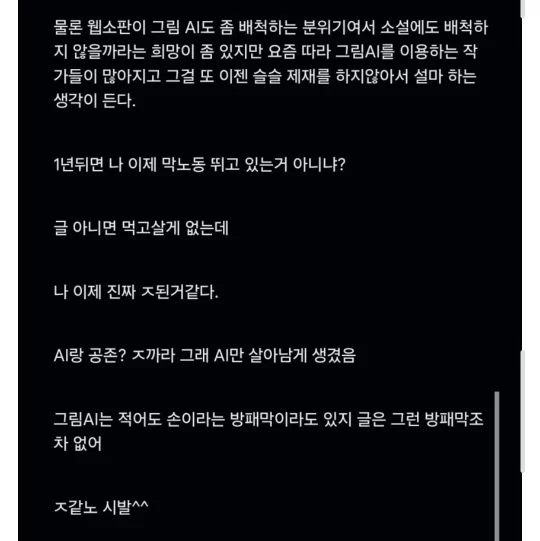 물론 웹소판이 그림 AI도 좀 배척하는 분위기여서 소설에도 배척하
지 않을까라는 희망이 좀 있지만 요즘 따라 그림AI를 이용하는 작
가들이 많아지고 그걸 또 이젠 슬슬 제재를 하지않아서 설마 하는
생각이 든다.
1년뒤면 나 이제 막노동 뛰고 있는거 아니냐?
글 아니면 먹고살게 없는데
나 이제 진짜 ㅈ된거같다.
AI랑 공존? ㅈ까라 그래 AI만 살아남게 생겼음
그림AI는 적어도 손이라는 방패막이라도 있지 글은 그런 방패막조
차 없어
ㅈ같노 시발^^